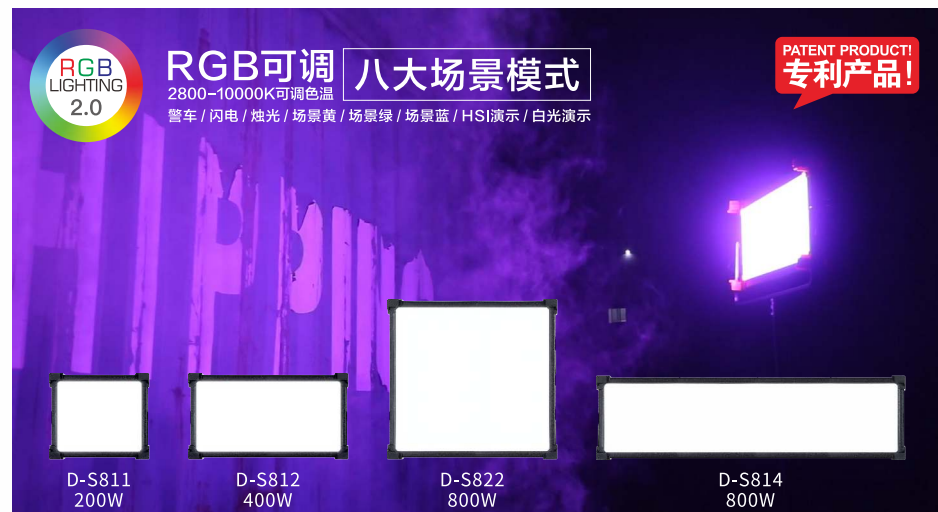 RGB
LIGHTING
2.0
RGB可调
八大场景模式
2800-10000K可调色温
警车 / 闪电 / 烛光 / 场景黄 / 场景绿 / 场景蓝 / HSI演示 / 白光演示
PATENT PRODUCT!
专利产品!
D-S811
200W
D-S812
400W
D-S822
800W
D-S814
800W